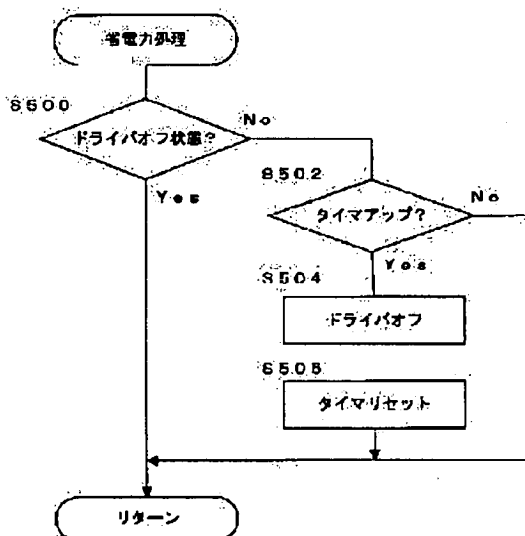 省電力処理
S500
ドライバオフ状態?
No
Yes
S502
タイマアップ?
No
Yes
S504
ドライバオフ
S505
タイマリセット
リターン